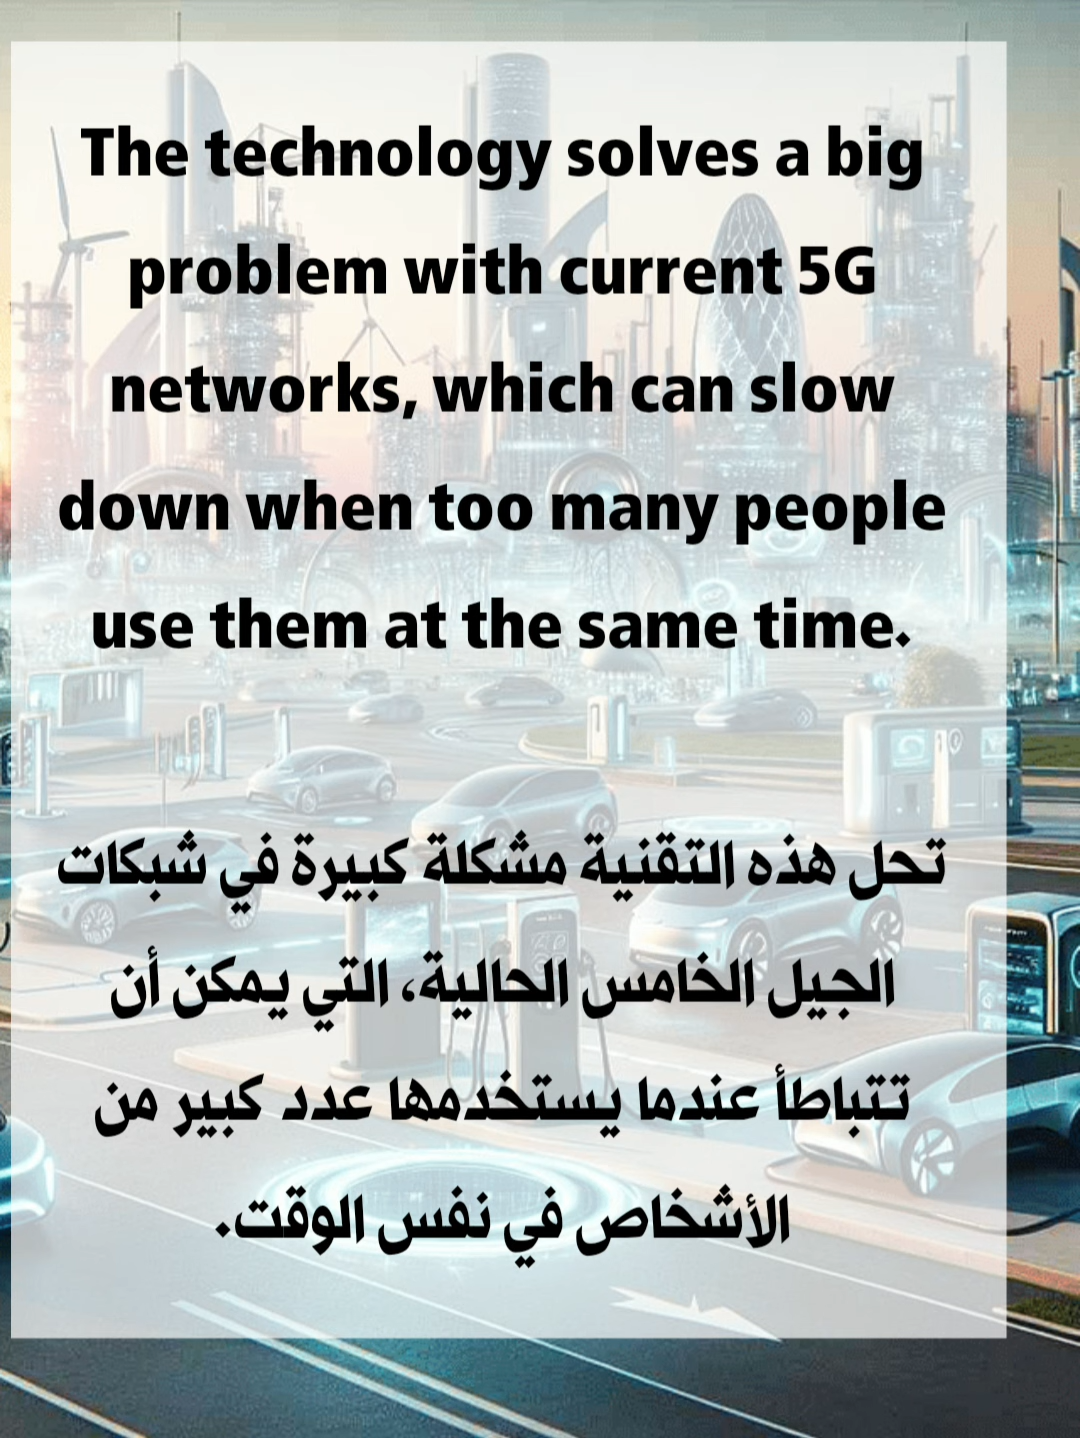 The technology solves a big
problem with current 5G
networks, which can slow
down when too many people
use them at the same time.
تحل هذه التقنية مشكلة كبيرة في شبكات
الجيل الخامس الحالية، التي يمكن أن
تتباطأ عندما يستخدمها عدد كبير من
الأشخاص في نفس الوقت.